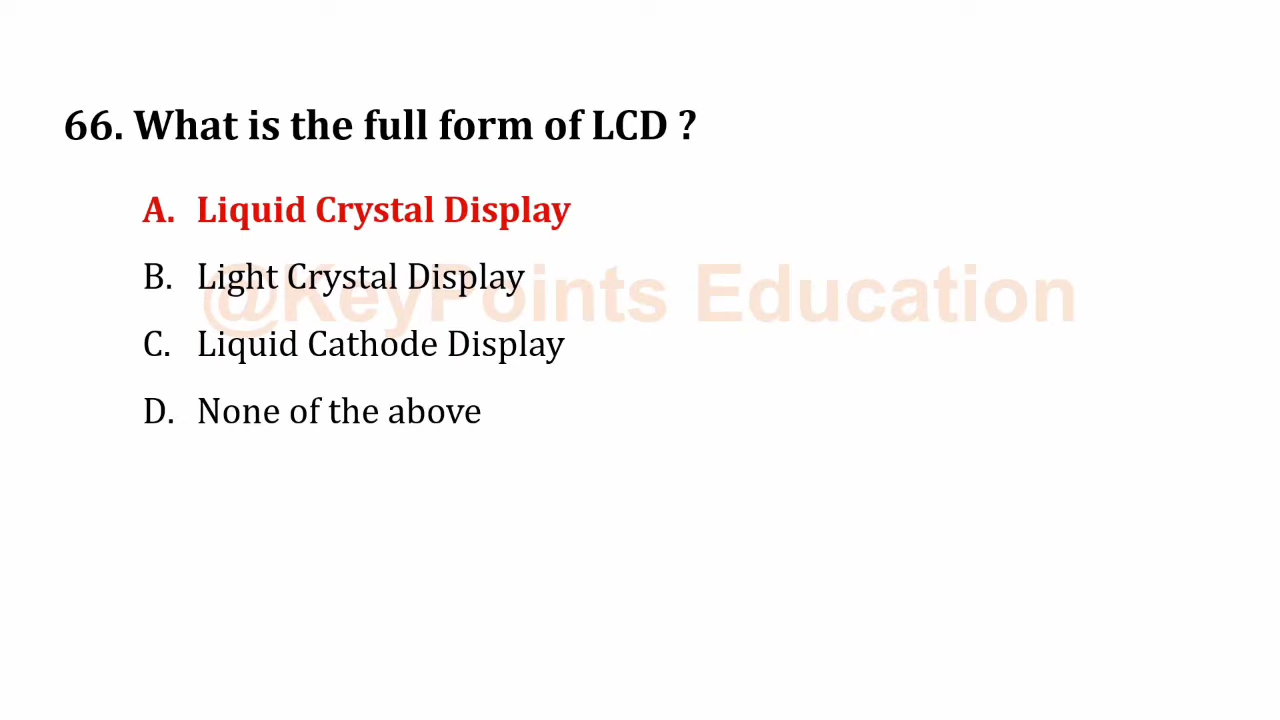 66. What is the full form of LCD ?
A. Liquid Crystal Display
B. Light Crystal Display
@KeyPoints Education
C. Liquid Cathode Display
D. None of the above